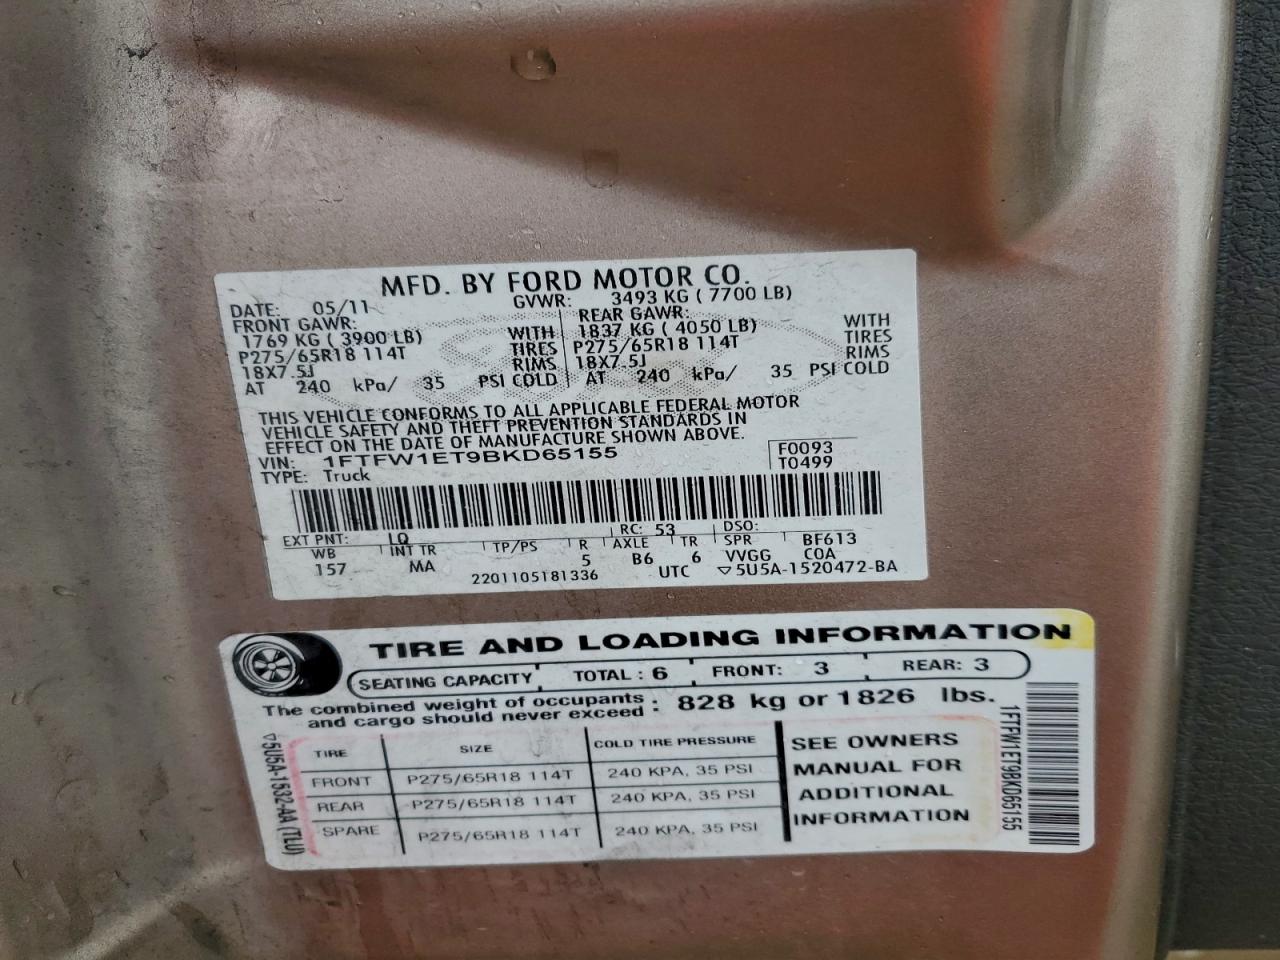 MFD. BY FORD MOTOR CO.
DATE: 05/11 GVWR: 3493 KG ( 7700 LB)
FRONT GAWR: REAR GAWR:
1769 KG ( 3900 LB) WITH 1837 KG ( 4050 LB) WITH
P275/65R18 114T TIRES P275/65R18 114T TIRES
18X7.5J RIMS 18X7.5J RIMS
AT 240 kPa/ 35 PSI COLD AT 240 kPa/ 35 PSI COLD
THIS VEHICLE CONFORMS TO ALL APPLICABLE FEDERAL MOTOR
VEHICLE SAFETY AND THEFT PREVENTION STANDARDS IN
EFFECT ON THE DATE OF MANUFACTURE SHOWN ABOVE.
VIN: 1FTFW1ET9BKD65155 F0093
TYPE: Truck T0499
EXT PNT: LQ RC: 53 DSO:
WB INT TR TP/PS R AXLE TR SPR BF613
157 MA 5 B6 6 VVGG COA
2201105181336 UTC ▽5U5A-1520472-BA
TIRE AND LOADING INFORMATION
SEATING CAPACITY TOTAL : 6 FRONT: 3 REAR: 3
The combined weight of occupants
and cargo should never exceed : 828 kg or 1826 lbs.
TIRE SIZE COLD TIRE PRESSURE
FRONT P275/65R18 114T 240 KPA, 35 PSI
REAR P275/65R18 114T 240 KPA, 35 PSI
SPARE P275/65R18 114T 240 KPA, 35 PSI
SEE OWNERS
MANUAL FOR
ADDITIONAL
INFORMATION
▽5U5A-1532-AA (TLU)
1FTFW1ET9BKD65155